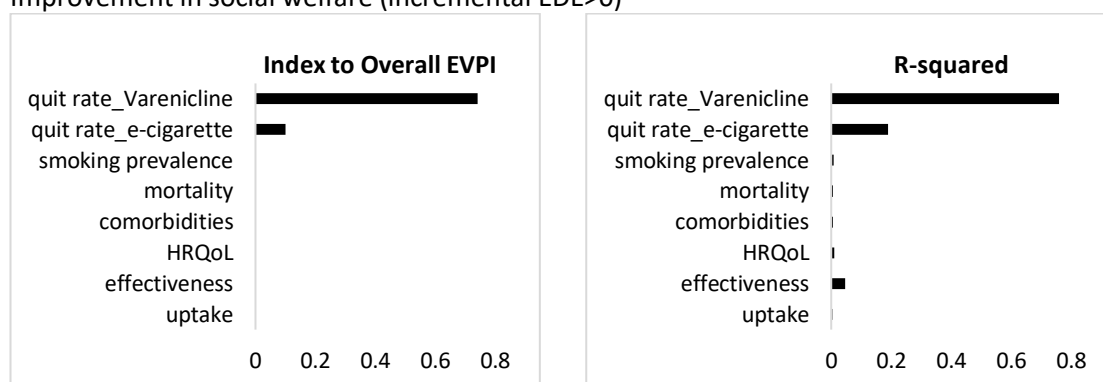 Improvement in social welfare (incremental EDE>0)
Index to Overall EVPI
quit rate_Varenicline
quit rate_e-cigarette
smoking prevalence
mortality
comorbidities
HRQoL
effectiveness
uptake
0 0.2 0.4 0.6 0.8
R-squared
quit rate_Varenicline
quit rate_e-cigarette
smoking prevalence
mortality
comorbidities
HRQoL
effectiveness
uptake
0 0.2 0.4 0.6 0.8